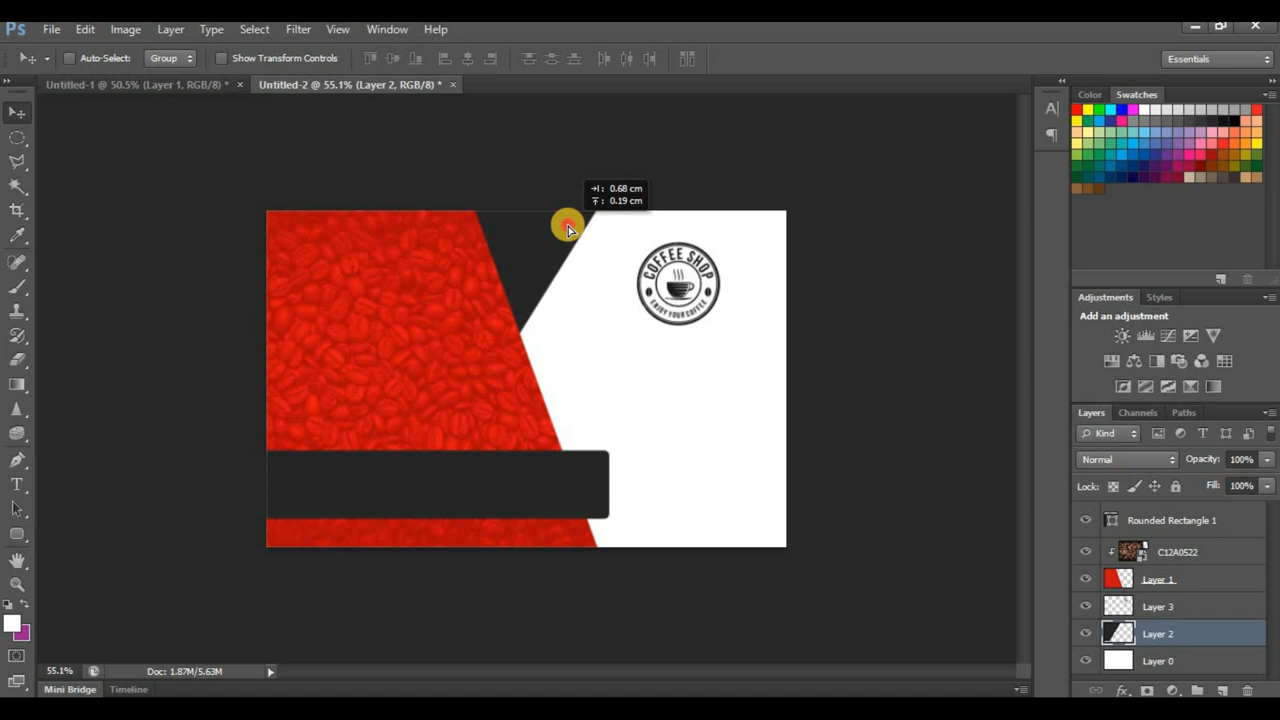 Ps File Edit Image Layer Type Select Filter View Window Help
Auto-Select: Group Show Transform Controls Essentials
Untitled-1 @ 50.5% (Layer 1, RGB/8) * × Untitled-2 @ 55.1% (Layer 2, RGB/8) * ×
Color Swatches
0.68 cm
0.19 cm
COFFEE SHOP
ENJOY YOUR COFFEE
Adjustments Styles
Add an adjustment
Layers Channels Paths
Kind
Normal Opacity: 100%
Lock: Fill: 100%
Rounded Rectangle 1
C12A0522
Layer 1
Layer 3
Layer 2
Layer 0
55.1% Doc: 1.87M/5.63M
Mini Bridge Timeline